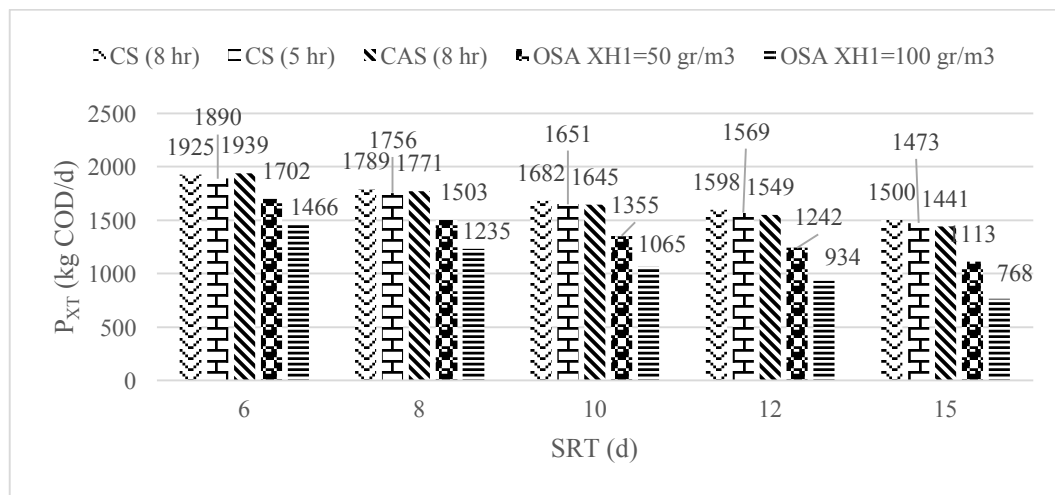 CS (8 hr) CS (5 hr) CAS (8 hr) OSA XH1=50 gr/m3 OSA XH1=100 gr/m3
P_XT (kg COD/d)
2500
2000
1500
1000
500
0
1925 1890 1939 1702 1466
1789 1756 1771 1503 1235
1682 1651 1645 1355 1065
1598 1569 1549 1242 934
1500 1473 1441 1113 768
6 8 10 12 15
SRT (d)